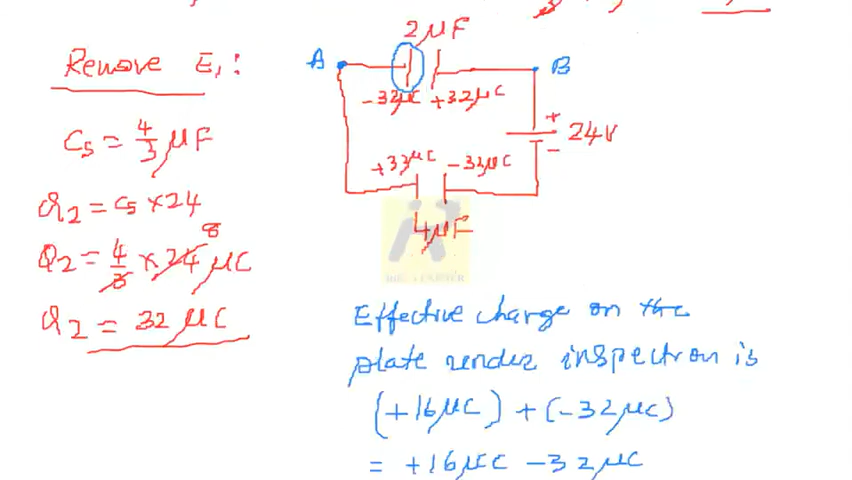 Remove E₁:
C₅ = 4/3 μF
Q₂ = C₅ × 24
Q₂ = 4/3 × 24 8 μC
Q₂ = 32 μC
2μF
A B
-32μC +32μC
+ 24V
-
+32μC -32μC
4μF
Effective charge on the
plate under inspection is
(+16μC) + (-32μC)
= +16μC - 32μC